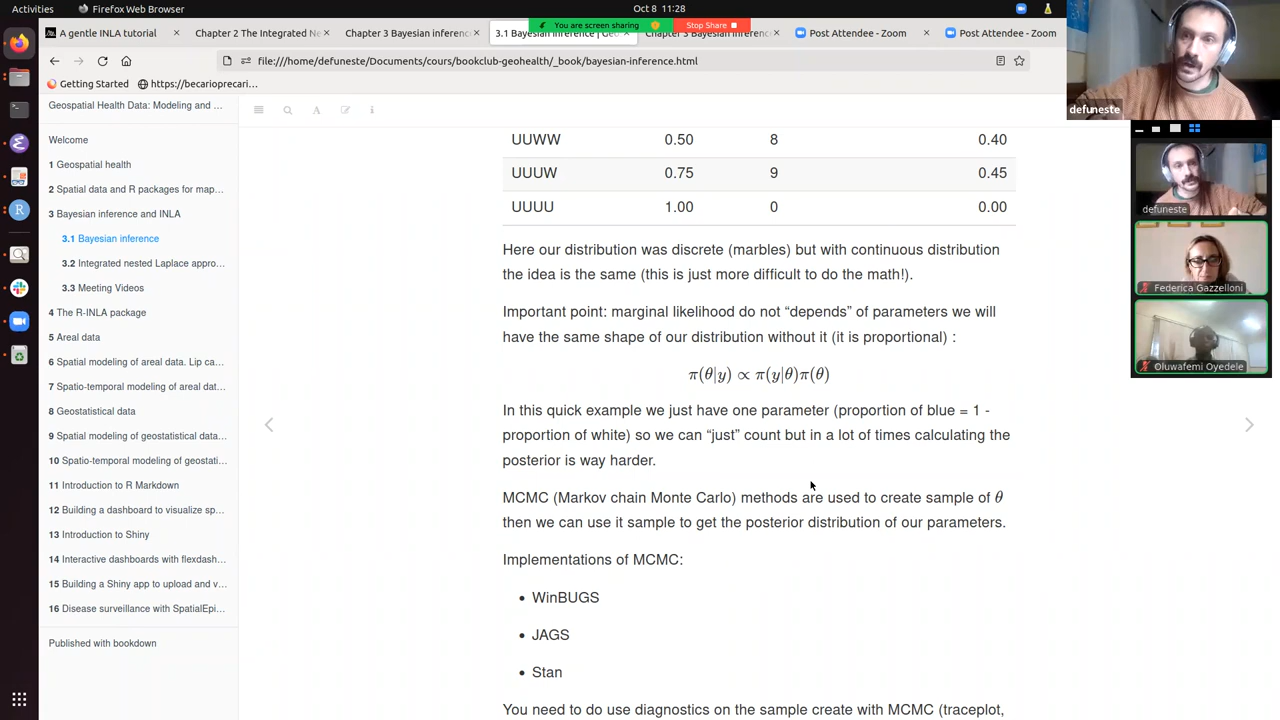 Activities
Firefox Web Browser
Oct 8 11:28
You are screen sharing
Stop Share
A gentle INLA tutorial
Chapter 2 The Integrated Ne
Chapter 3 Bayesian inferenc
3.1 Bayesian inference | Geo
Chapter 3 Bayesian inferenc
Post Attendee - Zoom
Post Attendee - Zoom
file:///home/defuneste/Documents/cours/bookclub-geohealth/_book/bayesian-inference.html
Getting Started
https://becarioprecari...
Geospatial Health Data: Modeling and ...
Welcome
1 Geospatial health
2 Spatial data and R packages for map...
3 Bayesian inference and INLA
3.1 Bayesian inference
3.2 Integrated nested Laplace appro...
3.3 Meeting Videos
4 The R-INLA package
5 Areal data
6 Spatial modeling of areal data. Lip ca...
7 Spatio-temporal modeling of areal dat...
8 Geostatistical data
9 Spatial modeling of geostatistical data...
10 Spatio-temporal modeling of geostati...
11 Introduction to R Markdown
12 Building a dashboard to visualize sp...
13 Introduction to Shiny
14 Interactive dashboards with flexdash...
15 Building a Shiny app to upload and v...
16 Disease surveillance with SpatialEpi...
Published with bookdown
UUWW 0.50 8 0.40
UUUW 0.75 9 0.45
UUUU 1.00 0 0.00
Here our distribution was discrete (marbles) but with continuous distribution
the idea is the same (this is just more difficult to do the math!).
Important point: marginal likelihood do not “depends” of parameters we will
have the same shape of our distribution without it (it is proportional) :
π(θ|y) ∝ π(y|θ)π(θ)
In this quick example we just have one parameter (proportion of blue = 1 -
proportion of white) so we can “just” count but in a lot of times calculating the
posterior is way harder.
MCMC (Markov chain Monte Carlo) methods are used to create sample of θ
then we can use it sample to get the posterior distribution of our parameters.
Implementations of MCMC:
• WinBUGS
• JAGS
• Stan
You need to do use diagnostics on the sample create with MCMC (traceplot,
defuneste
defuneste
Federica Gazzelloni
Oluwafemi Oyedele